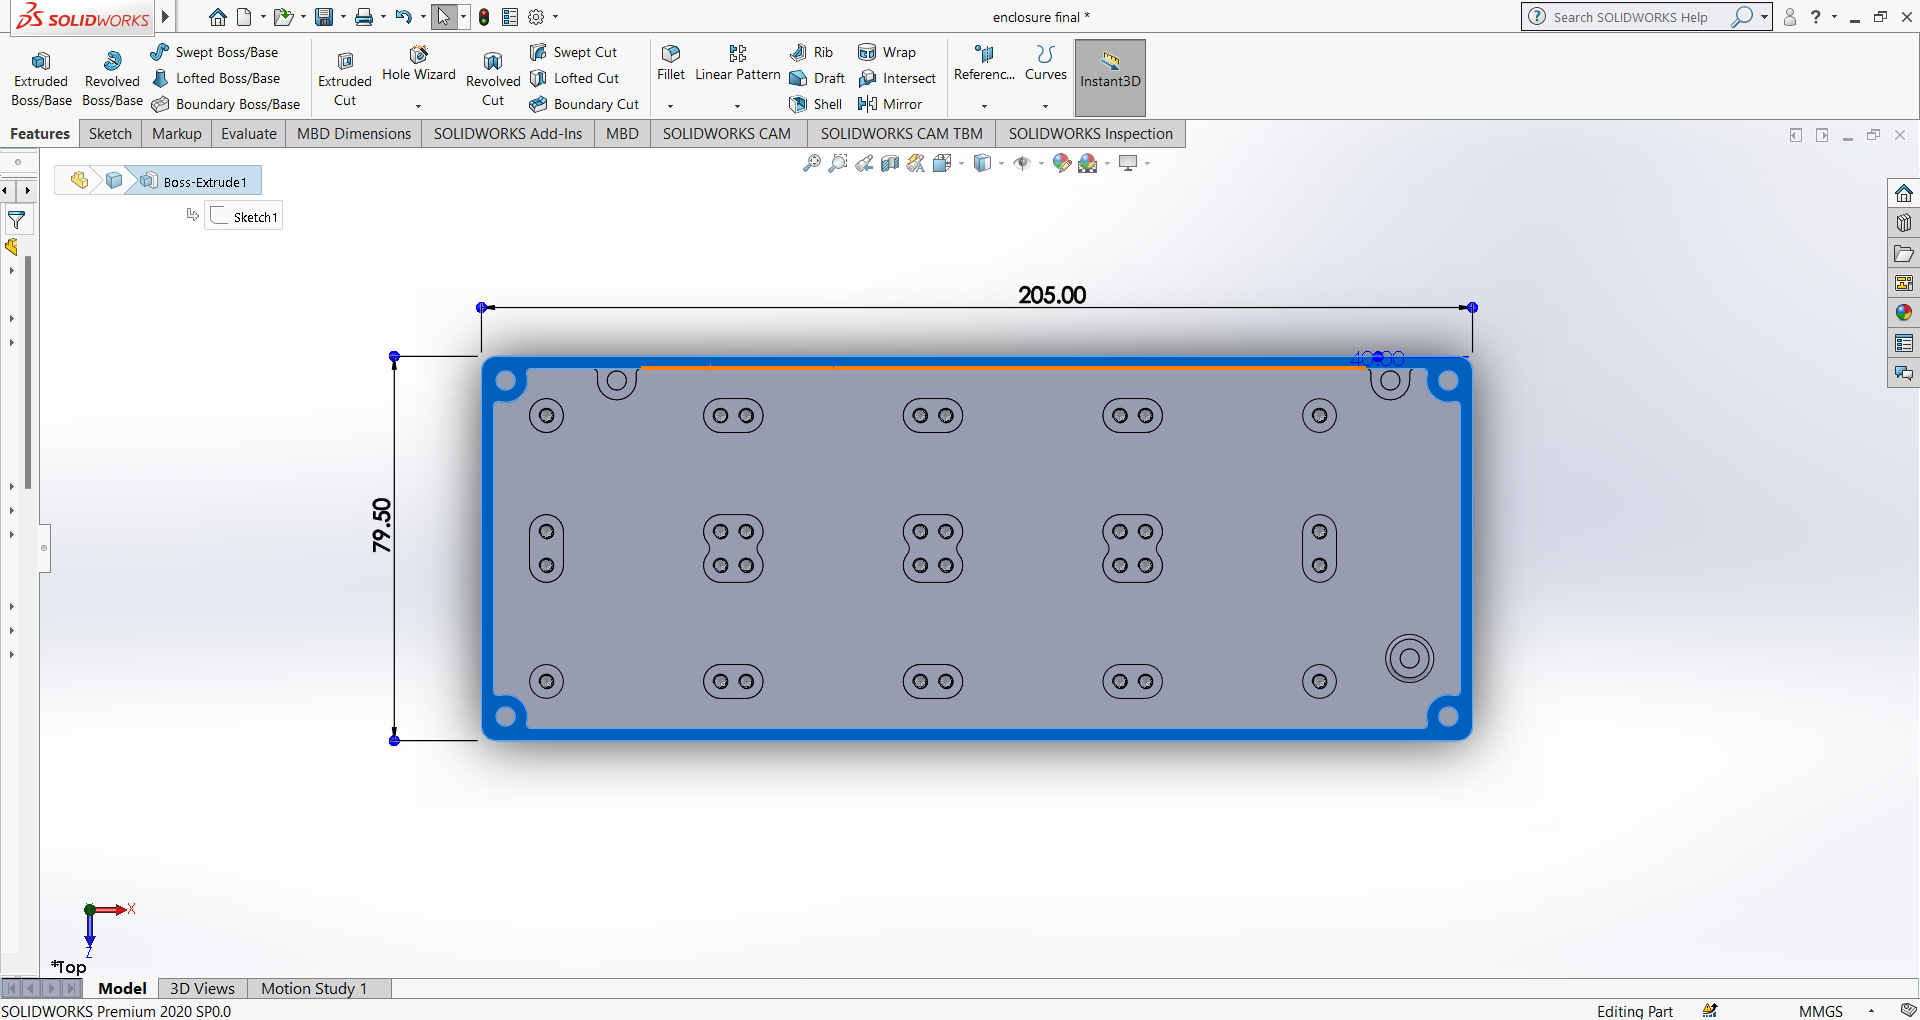 SOLIDWORKS
enclosure final *
Search SOLIDWORKS Help
?
Extruded Boss/Base
Revolved Boss/Base
Swept Boss/Base
Lofted Boss/Base
Boundary Boss/Base
Extruded Cut
Hole Wizard
Revolved Cut
Swept Cut
Lofted Cut
Boundary Cut
Fillet
Linear Pattern
Rib
Draft
Shell
Wrap
Intersect
Mirror
Referenc...
Curves
Instant3D
Features
Sketch
Markup
Evaluate
MBD Dimensions
SOLIDWORKS Add-Ins
MBD
SOLIDWORKS CAM
SOLIDWORKS CAM TBM
SOLIDWORKS Inspection
Boss-Extrude1
Sketch1
205.00
79.50
X
Z
*Top
Model
3D Views
Motion Study 1
SOLIDWORKS Premium 2020 SP0.0
Editing Part
MMGS